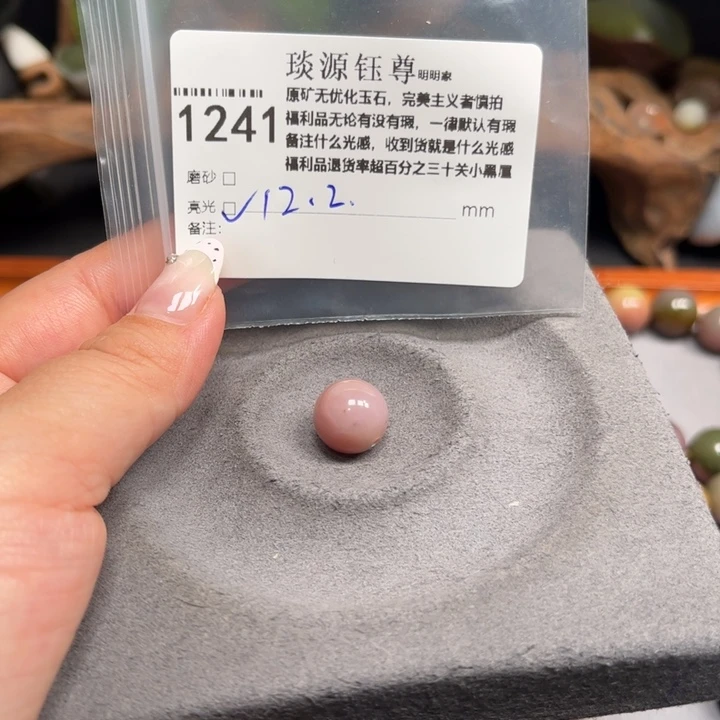 琰源钰尊明明家
原矿无优化玉石，完美主义者慎拍
1241
福利品无论有没有瑕，一律默认有瑕
备注什么光感，收到货就是什么光感
福利品退货率超百分之三十关小黑屋
磨砂 □
亮光 □✓12.2. mm
备注：